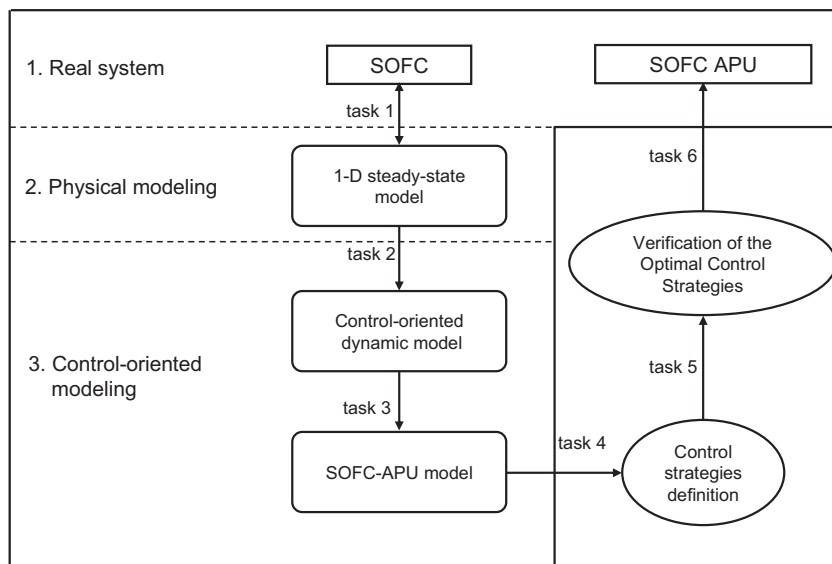 1. Real system
SOFC
SOFC APU
task 1
task 6
2. Physical modeling
1-D steady-state
model
task 2
Verification of the
Optimal Control
Strategies
3. Control-oriented
modeling
Control-oriented
dynamic model
task 5
task 3
task 4
SOFC-APU model
Control
strategies
definition